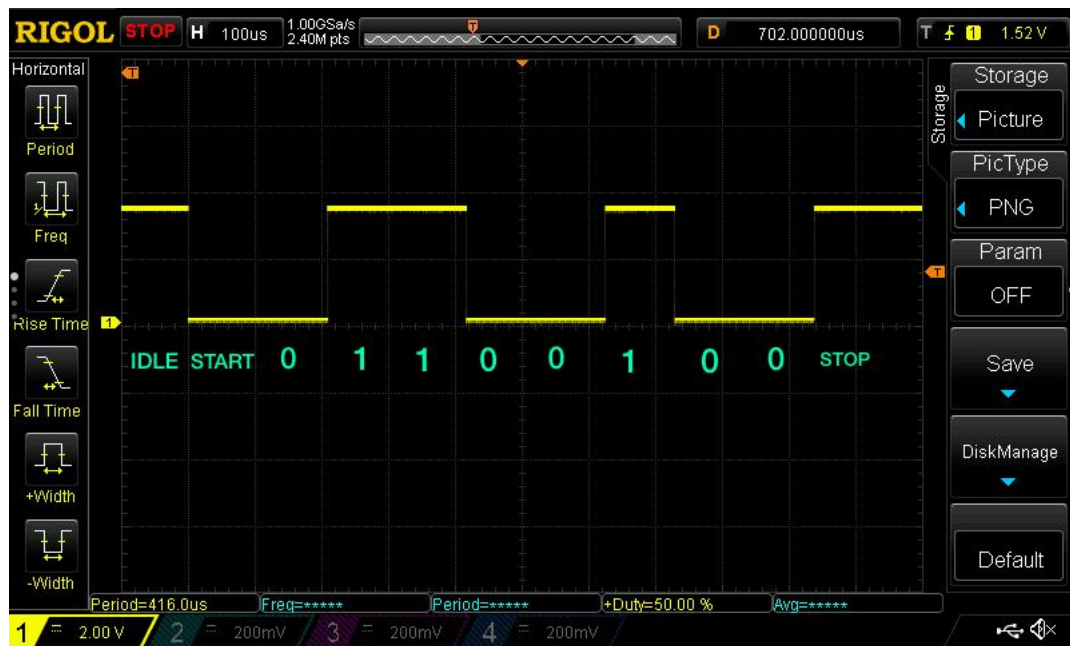 RIGOL STOP H 100us 1.00GSa/s 2.40M pts T D 702.000000us T 1 1.52 V
Horizontal
Period
Freq
Rise Time
Fall Time
+Width
-Width
T
T
1
IDLE START 0 1 1 0 0 1 0 0 STOP
Storage
Storage
Picture
PicType
PNG
Param
OFF
Save
DiskManage
Default
Period=416.0us Freq=***** Period=***** +Duty=50.00 % Avg=*****
1 = 2.00 V 2 = 200mV 3 = 200mV 4 = 200mV